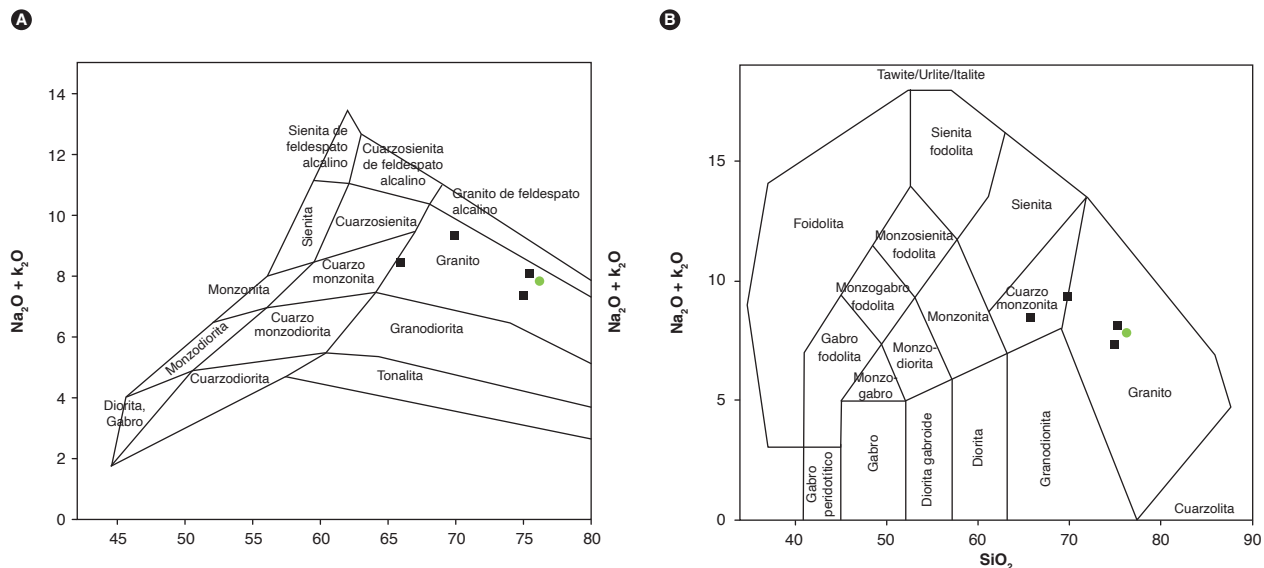 A
14
12
10
8
6
4
2
0
45
50
55
60
65
70
75
80
Na₂O + k₂O
Sienita de
feldespato
alcalino
Cuarzosienita
de feldespato
alcalino
Granito de feldespato
alcalino
Sienita
Cuarzosienita
Granito
Cuarzo
monzonita
Monzonita
Cuarzo
monzodiorita
Monzodiorita
Granodiorita
Cuarzodiorita
Tonalita
Diorita,
Gabro
Na₂O + k₂O
B
15
10
5
0
40
50
60
70
80
90
Na₂O + k₂O
SiO₂
Tawite/Urlite/Italite
Sienita
fodolita
Sienita
Foidolita
Monzosienita
fodolita
Monzogabro
fodolita
Cuarzo
monzonita
Monzonita
Gabro
fodolita
Monzo-
diorita
Monzo-
gabro
Granito
Gabro
peridotítico
Gabro
Diorita gabroide
Diorita
Granodionita
Cuarzolita